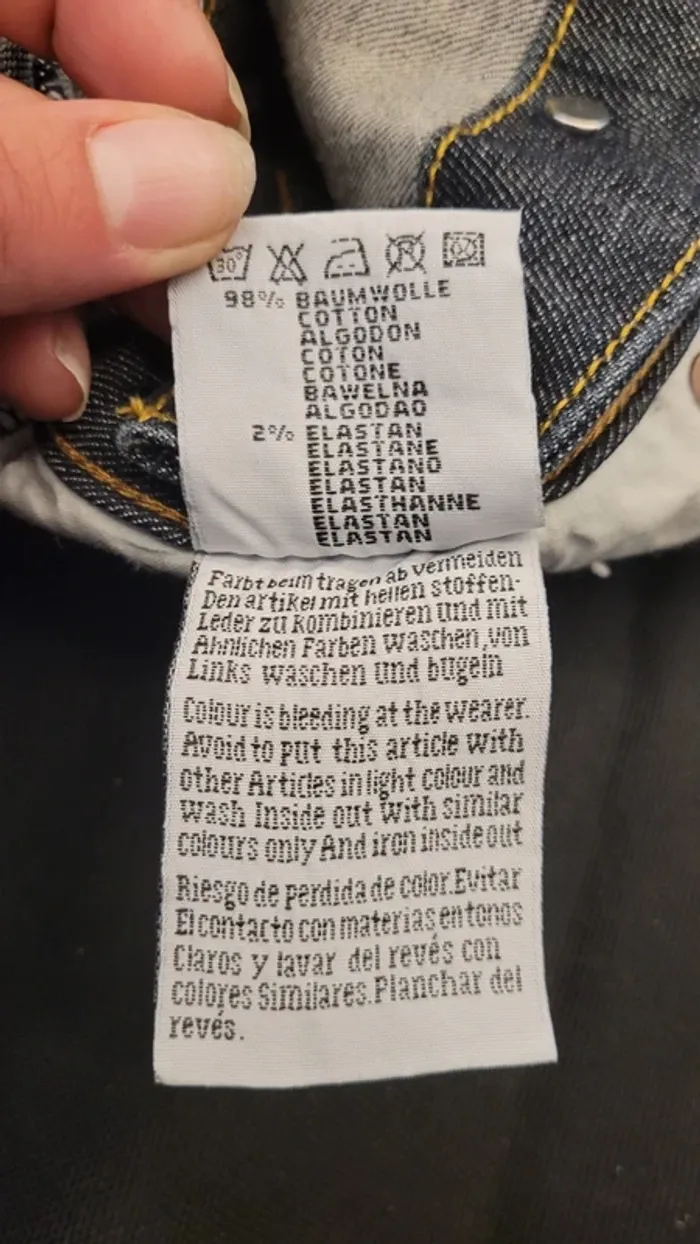 30°
98% BAUMWOLLE
COTTON
ALGODON
COTON
COTONE
BAWELNA
ALGODAO
2% ELASTAN
ELASTANE
ELASTANO
ELASTAN
ELASTHANNE
ELASTAN
ELASTAN
Farbt beim tragen ab vermeiden
Den artikel mit hellen stoffen-
Leder zu kombinieren und mit
Ahnlichen Farben waschen,von
Links waschen und bugeln
Colour is bleeding at the wearer.
Avoid to put this article with
other Articles in light colour and
wash Inside out with similar
colours only And iron inside out
Riesgo de perdida de color.Evitar
El contacto con materias en tonos
Claros y lavar del revés con
colores Similares.Planchar del
revés.